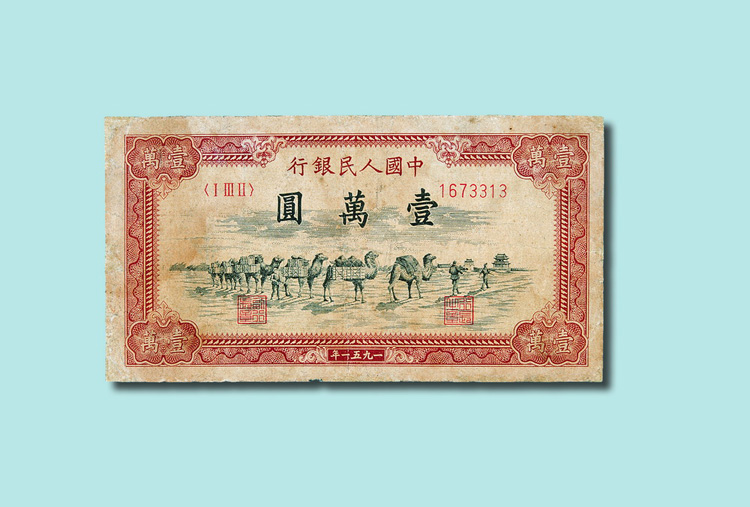 壹萬
壹萬
中國人民銀行
〈I III II〉
1673313
壹萬圓
壹萬
壹萬
一九五一年